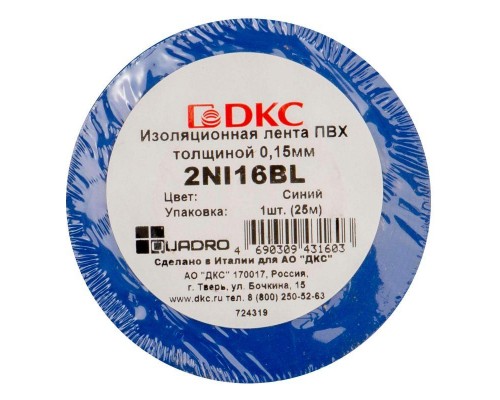 DKC
Изоляционная лента ПВХ
толщиной 0,15мм
2NI16BL
Цвет: Синий
Упаковка: 1шт. (25м)
QUADRO 4 690309 431603
Сделано в Италии для АО "ДКС"
АО "ДКС" 170017, Россия,
г. Тверь, ул. Бочкина, 15
www.dkc.ru тел. 8 (800) 250-52-63
724319